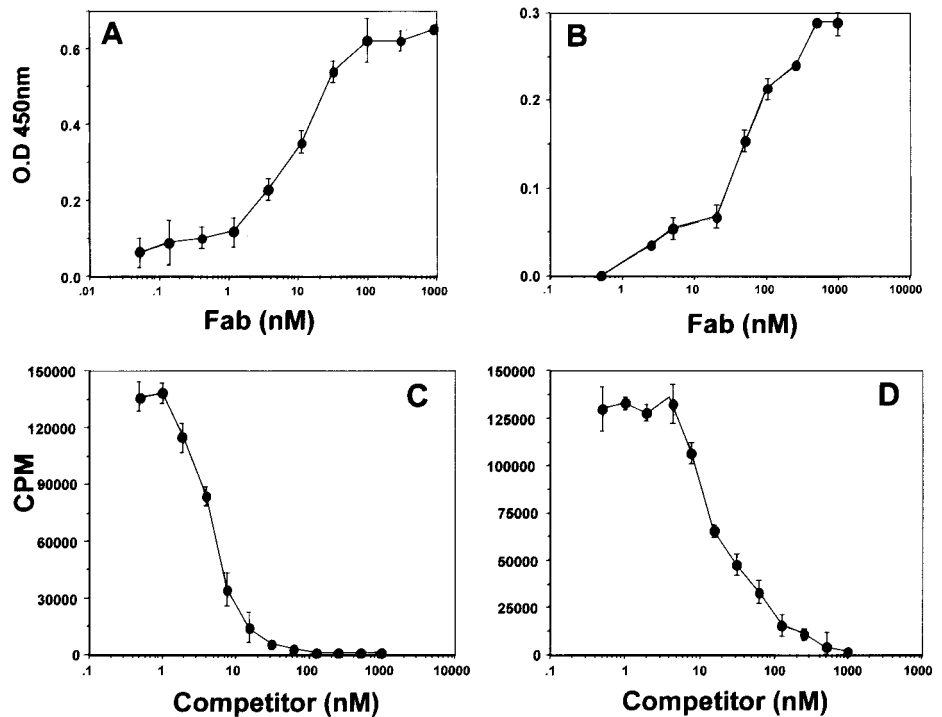 A
O.D 450nm
0.6
0.4
0.2
0.0
.01 .1 1 10 100 1000
Fab (nM)
B
0.3
0.2
0.1
0.0
.1 1 10 100 1000 10000
Fab (nM)
C
CPM
150000
120000
90000
60000
30000
0
.1 1 10 100 1000 10000
Competitor (nM)
D
150000
125000
100000
75000
50000
25000
0
.1 1 10 100 1000 10000
Competitor (nM)